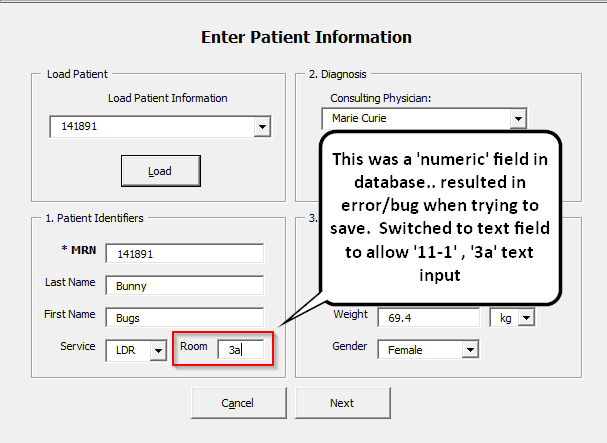 Enter Patient Information
Load Patient
Load Patient Information
141891
Load
2. Diagnosis
Consulting Physician:
Marie Curie
This was a 'numeric' field in
database.. resulted in
error/bug when trying to
save. Switched to text field
to allow '11-1' , '3a' text
input
1. Patient Identifiers
* MRN 141891
Last Name Bunny
First Name Bugs
Service LDR Room 3a
3.
Weight 69.4 kg
Gender Female
Cancel Next